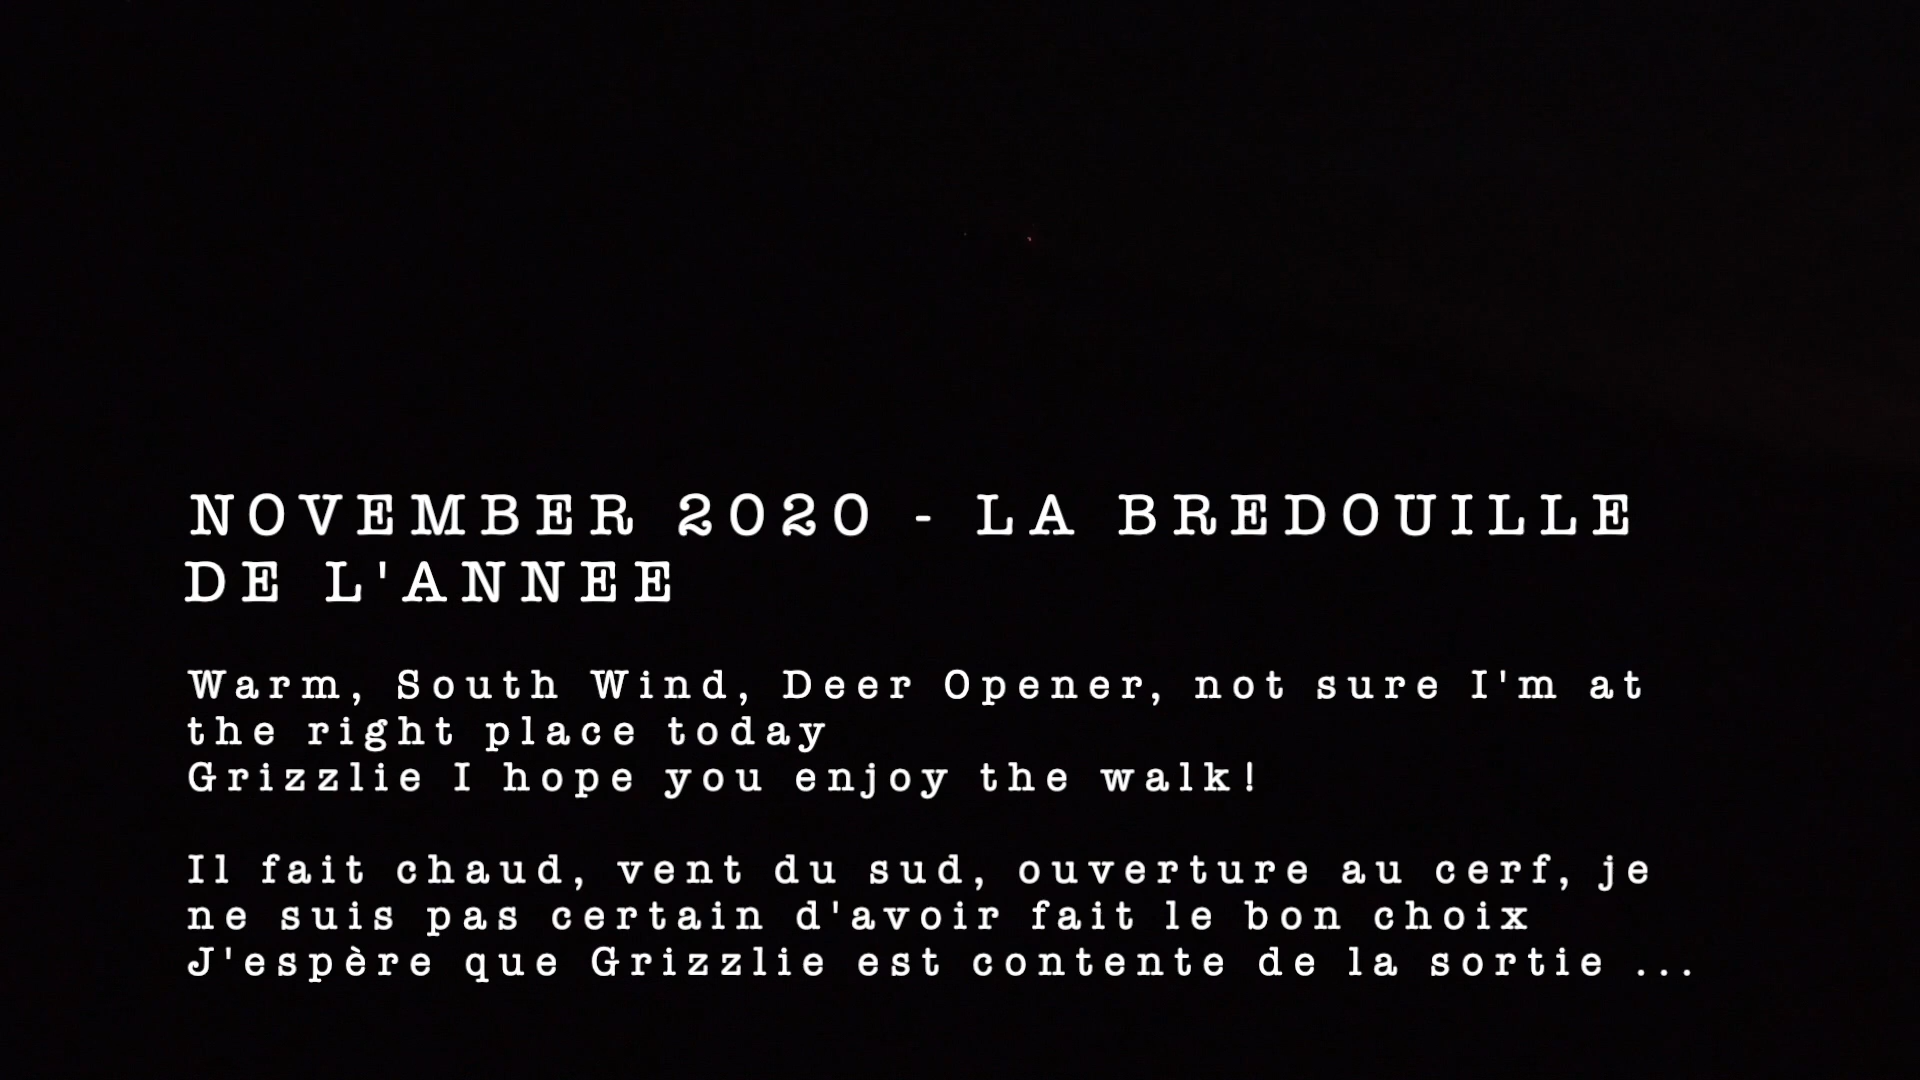 NOVEMBER 2020 - LA BREDOUILLE
DE L'ANNEE
Warm, South Wind, Deer Opener, not sure I'm at
the right place today
Grizzlie I hope you enjoy the walk!
Il fait chaud, vent du sud, ouverture au cerf, je
ne suis pas certain d'avoir fait le bon choix
J'espère que Grizzlie est contente de la sortie ...